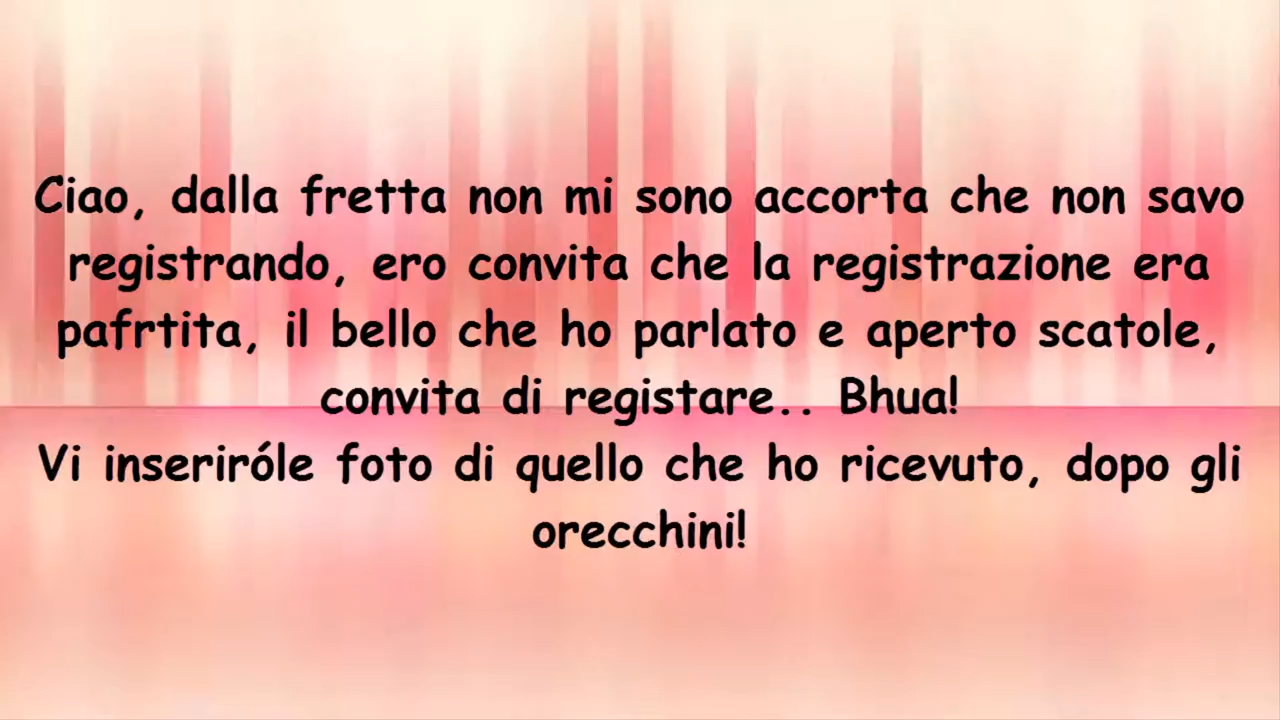 Ciao, dalla fretta non mi sono accorta che non savo
registrando, ero convita che la registrazione era
pafrtita, il bello che ho parlato e aperto scatole,
convita di registare.. Bhua!
Vi inseriróle foto di quello che ho ricevuto, dopo gli
orecchini!